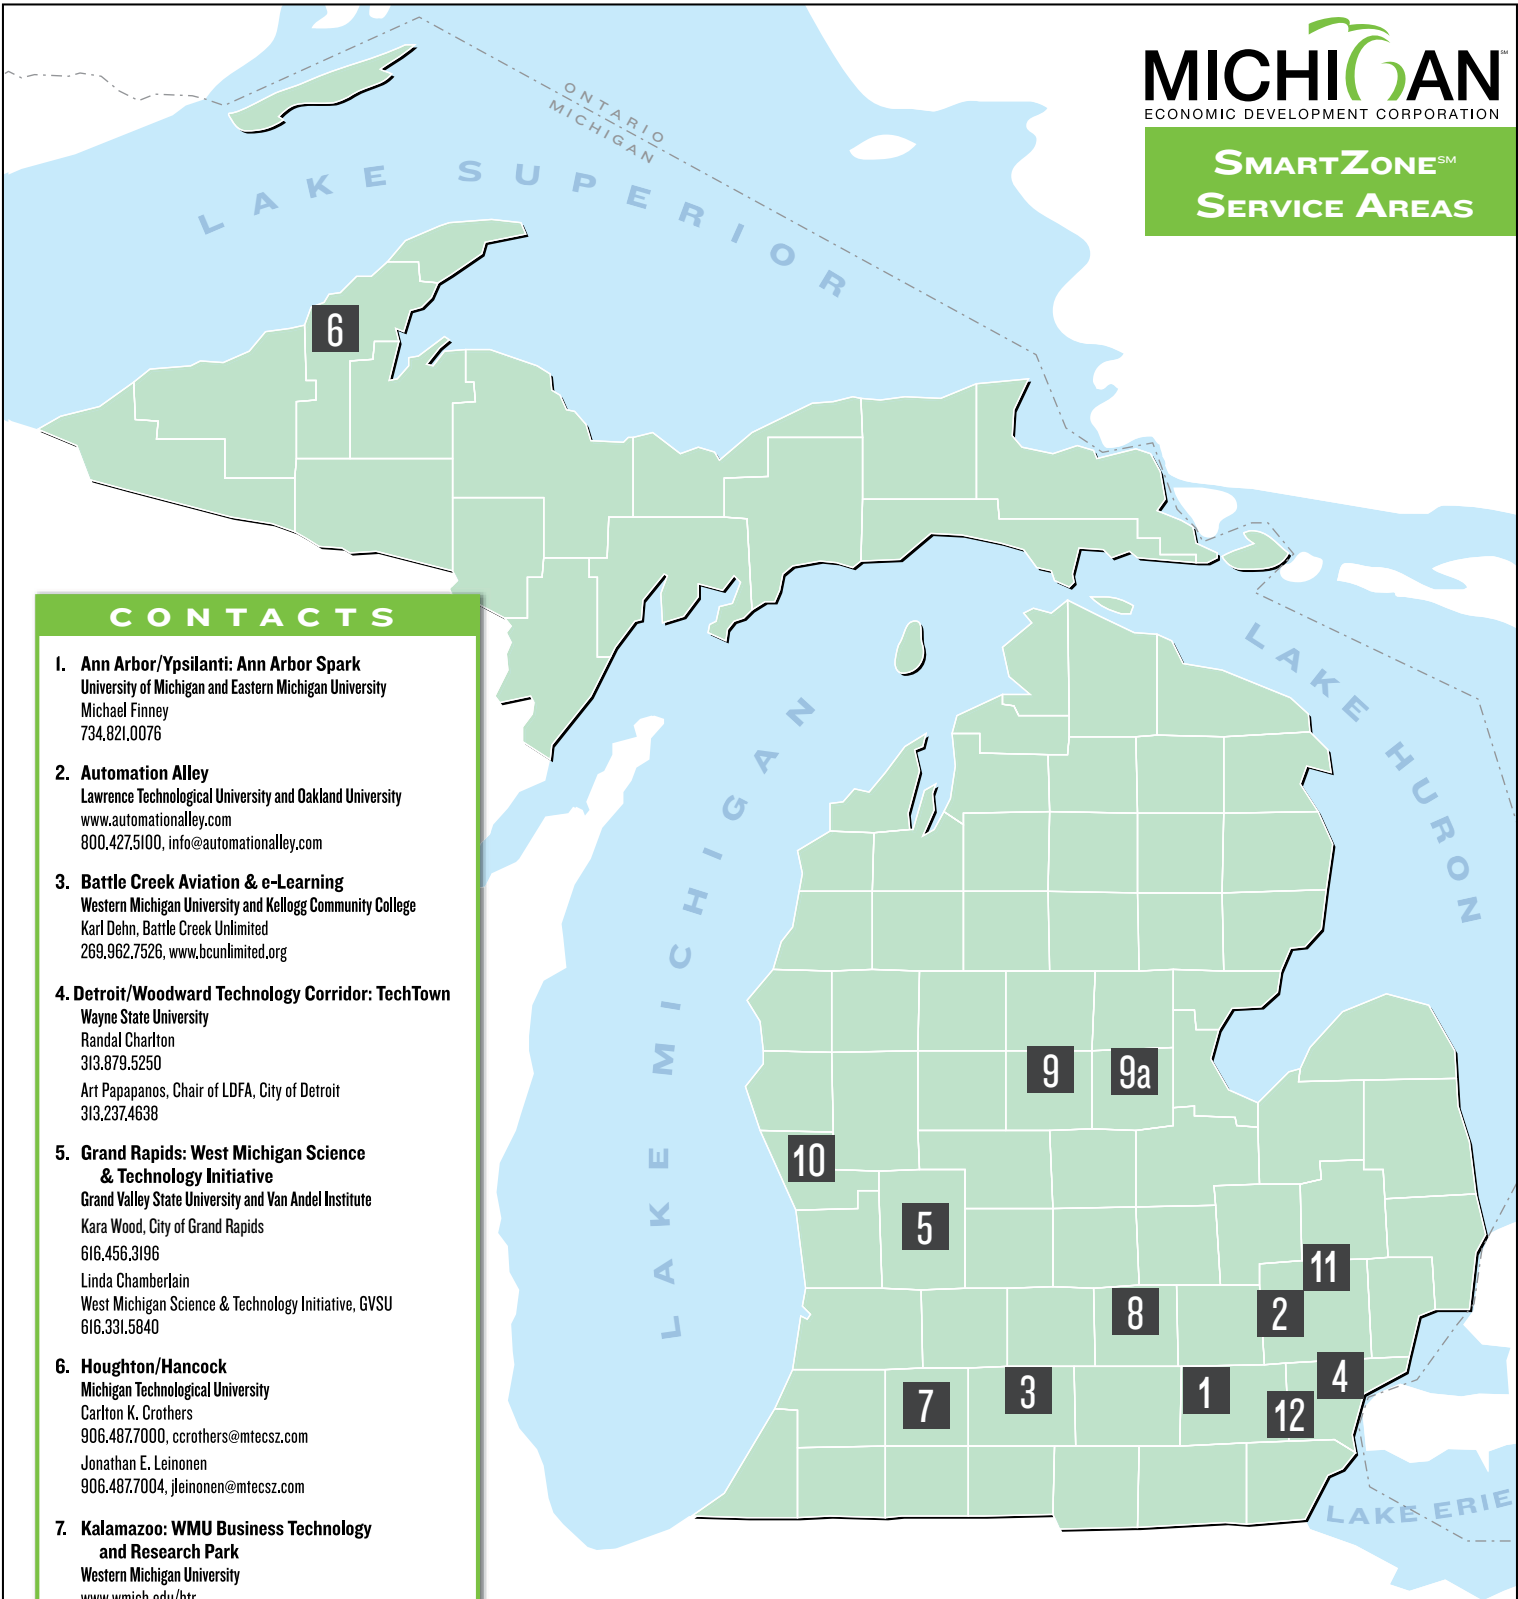 MICHIGAN SM
ECONOMIC DEVELOPMENT CORPORATION
SMARTZONE SM
SERVICE AREAS
ONTARIO
MICHIGAN
LAKE SUPERIOR
6
LAKE HURON
LAKE MICHIGAN
9
9a
10
5
11
2
8
4
3
1
7
12
LAKE ERIE
CONTACTS
1. Ann Arbor/Ypsilanti: Ann Arbor Spark
University of Michigan and Eastern Michigan University
Michael Finney
734.821.0076
2. Automation Alley
Lawrence Technological University and Oakland University
www.automationalley.com
800.427.5100, info@automationalley.com
3. Battle Creek Aviation & e-Learning
Western Michigan University and Kellogg Community College
Karl Dehn, Battle Creek Unlimited
269.962.7526, www.bcunlimited.org
4. Detroit/Woodward Technology Corridor: TechTown
Wayne State University
Randal Charlton
313.879.5250
Art Papapanos, Chair of LDFA, City of Detroit
313.237.4638
5. Grand Rapids: West Michigan Science
& Technology Initiative
Grand Valley State University and Van Andel Institute
Kara Wood, City of Grand Rapids
616.456.3196
Linda Chamberlain
West Michigan Science & Technology Initiative, GVSU
616.331.5840
6. Houghton/Hancock
Michigan Technological University
Carlton K. Crothers
906.487.7000, ccrothers@mtecsz.com
Jonathan E. Leinonen
906.487.7004, jleinonen@mtecsz.com
7. Kalamazoo: WMU Business Technology
and Research Park
Western Michigan University
www.wmich.edu/btr